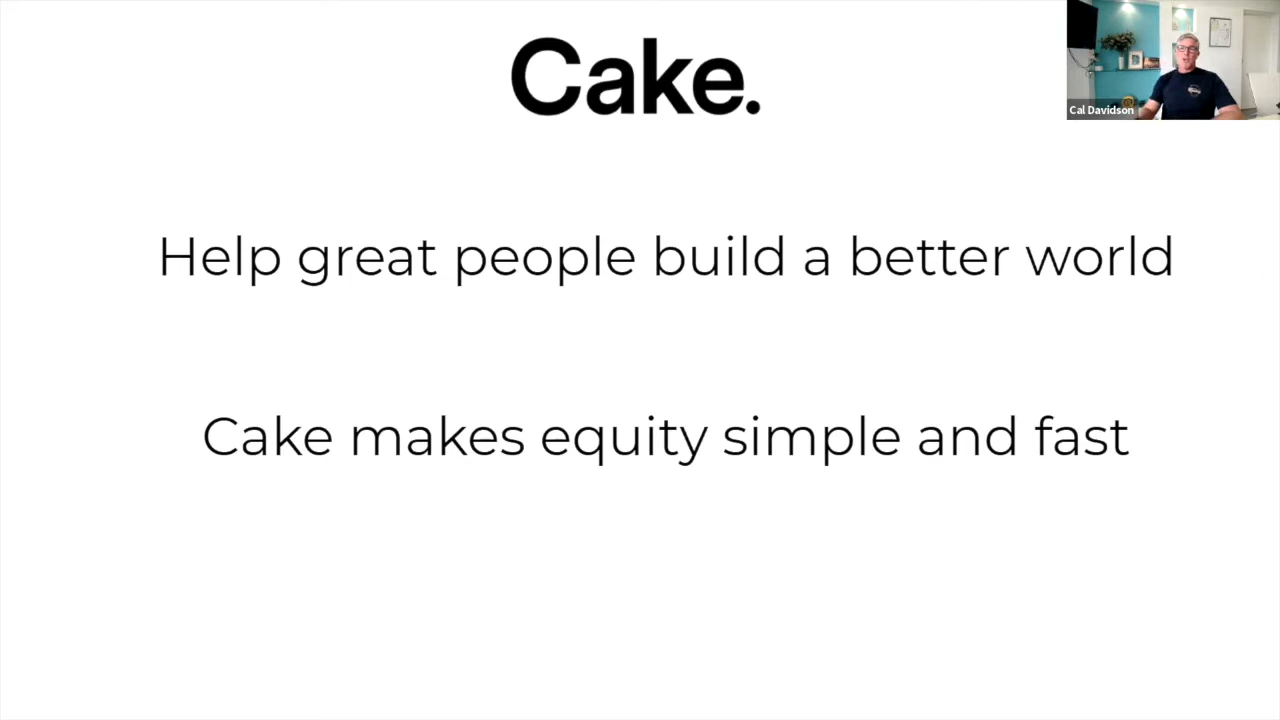 Cake.
Cal Davidson
Help great people build a better world
Cake makes equity simple and fast